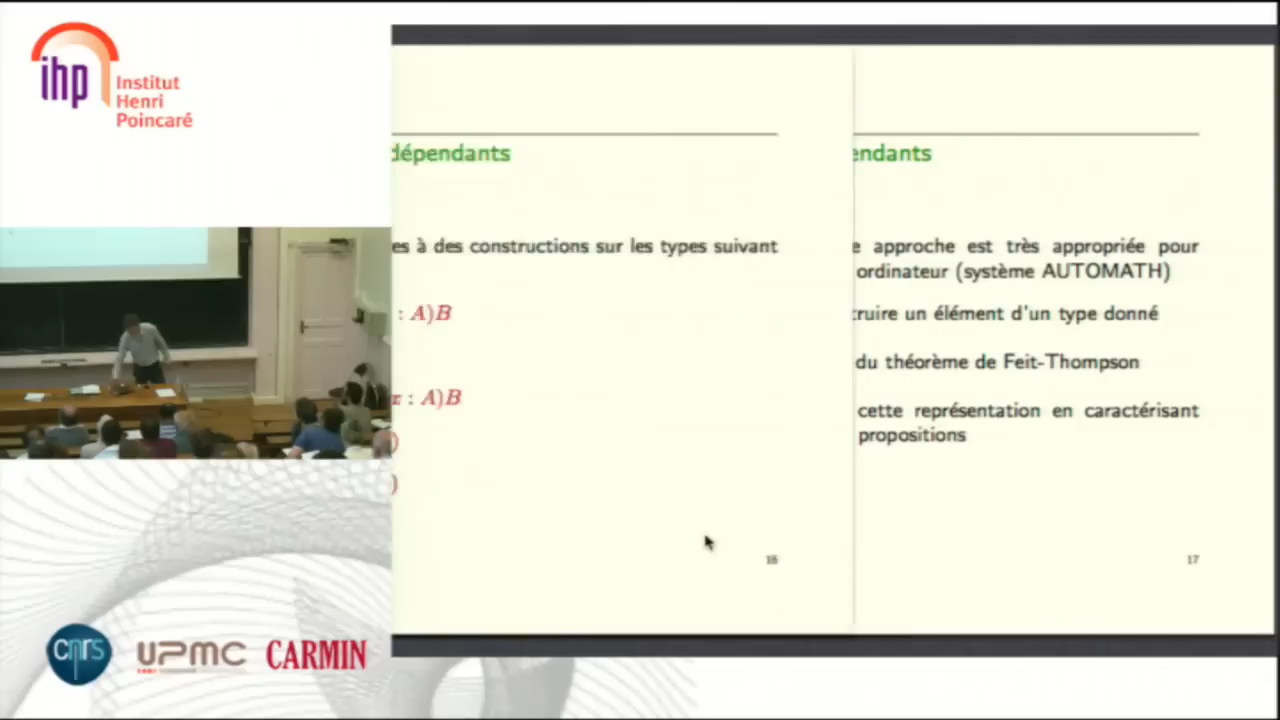 ihp
Institut
Henri
Poincaré
dépendants
es à des constructions sur les types suivant
: A)B
x : A)B
)
)
16
endants
e approche est très appropriée pour
ordinateur (système AUTOMATH)
truire un élément d'un type donné
du théorème de Feit-Thompson
cette représentation en caractérisant
propositions
17
cnrs
UPMC
CARMIN